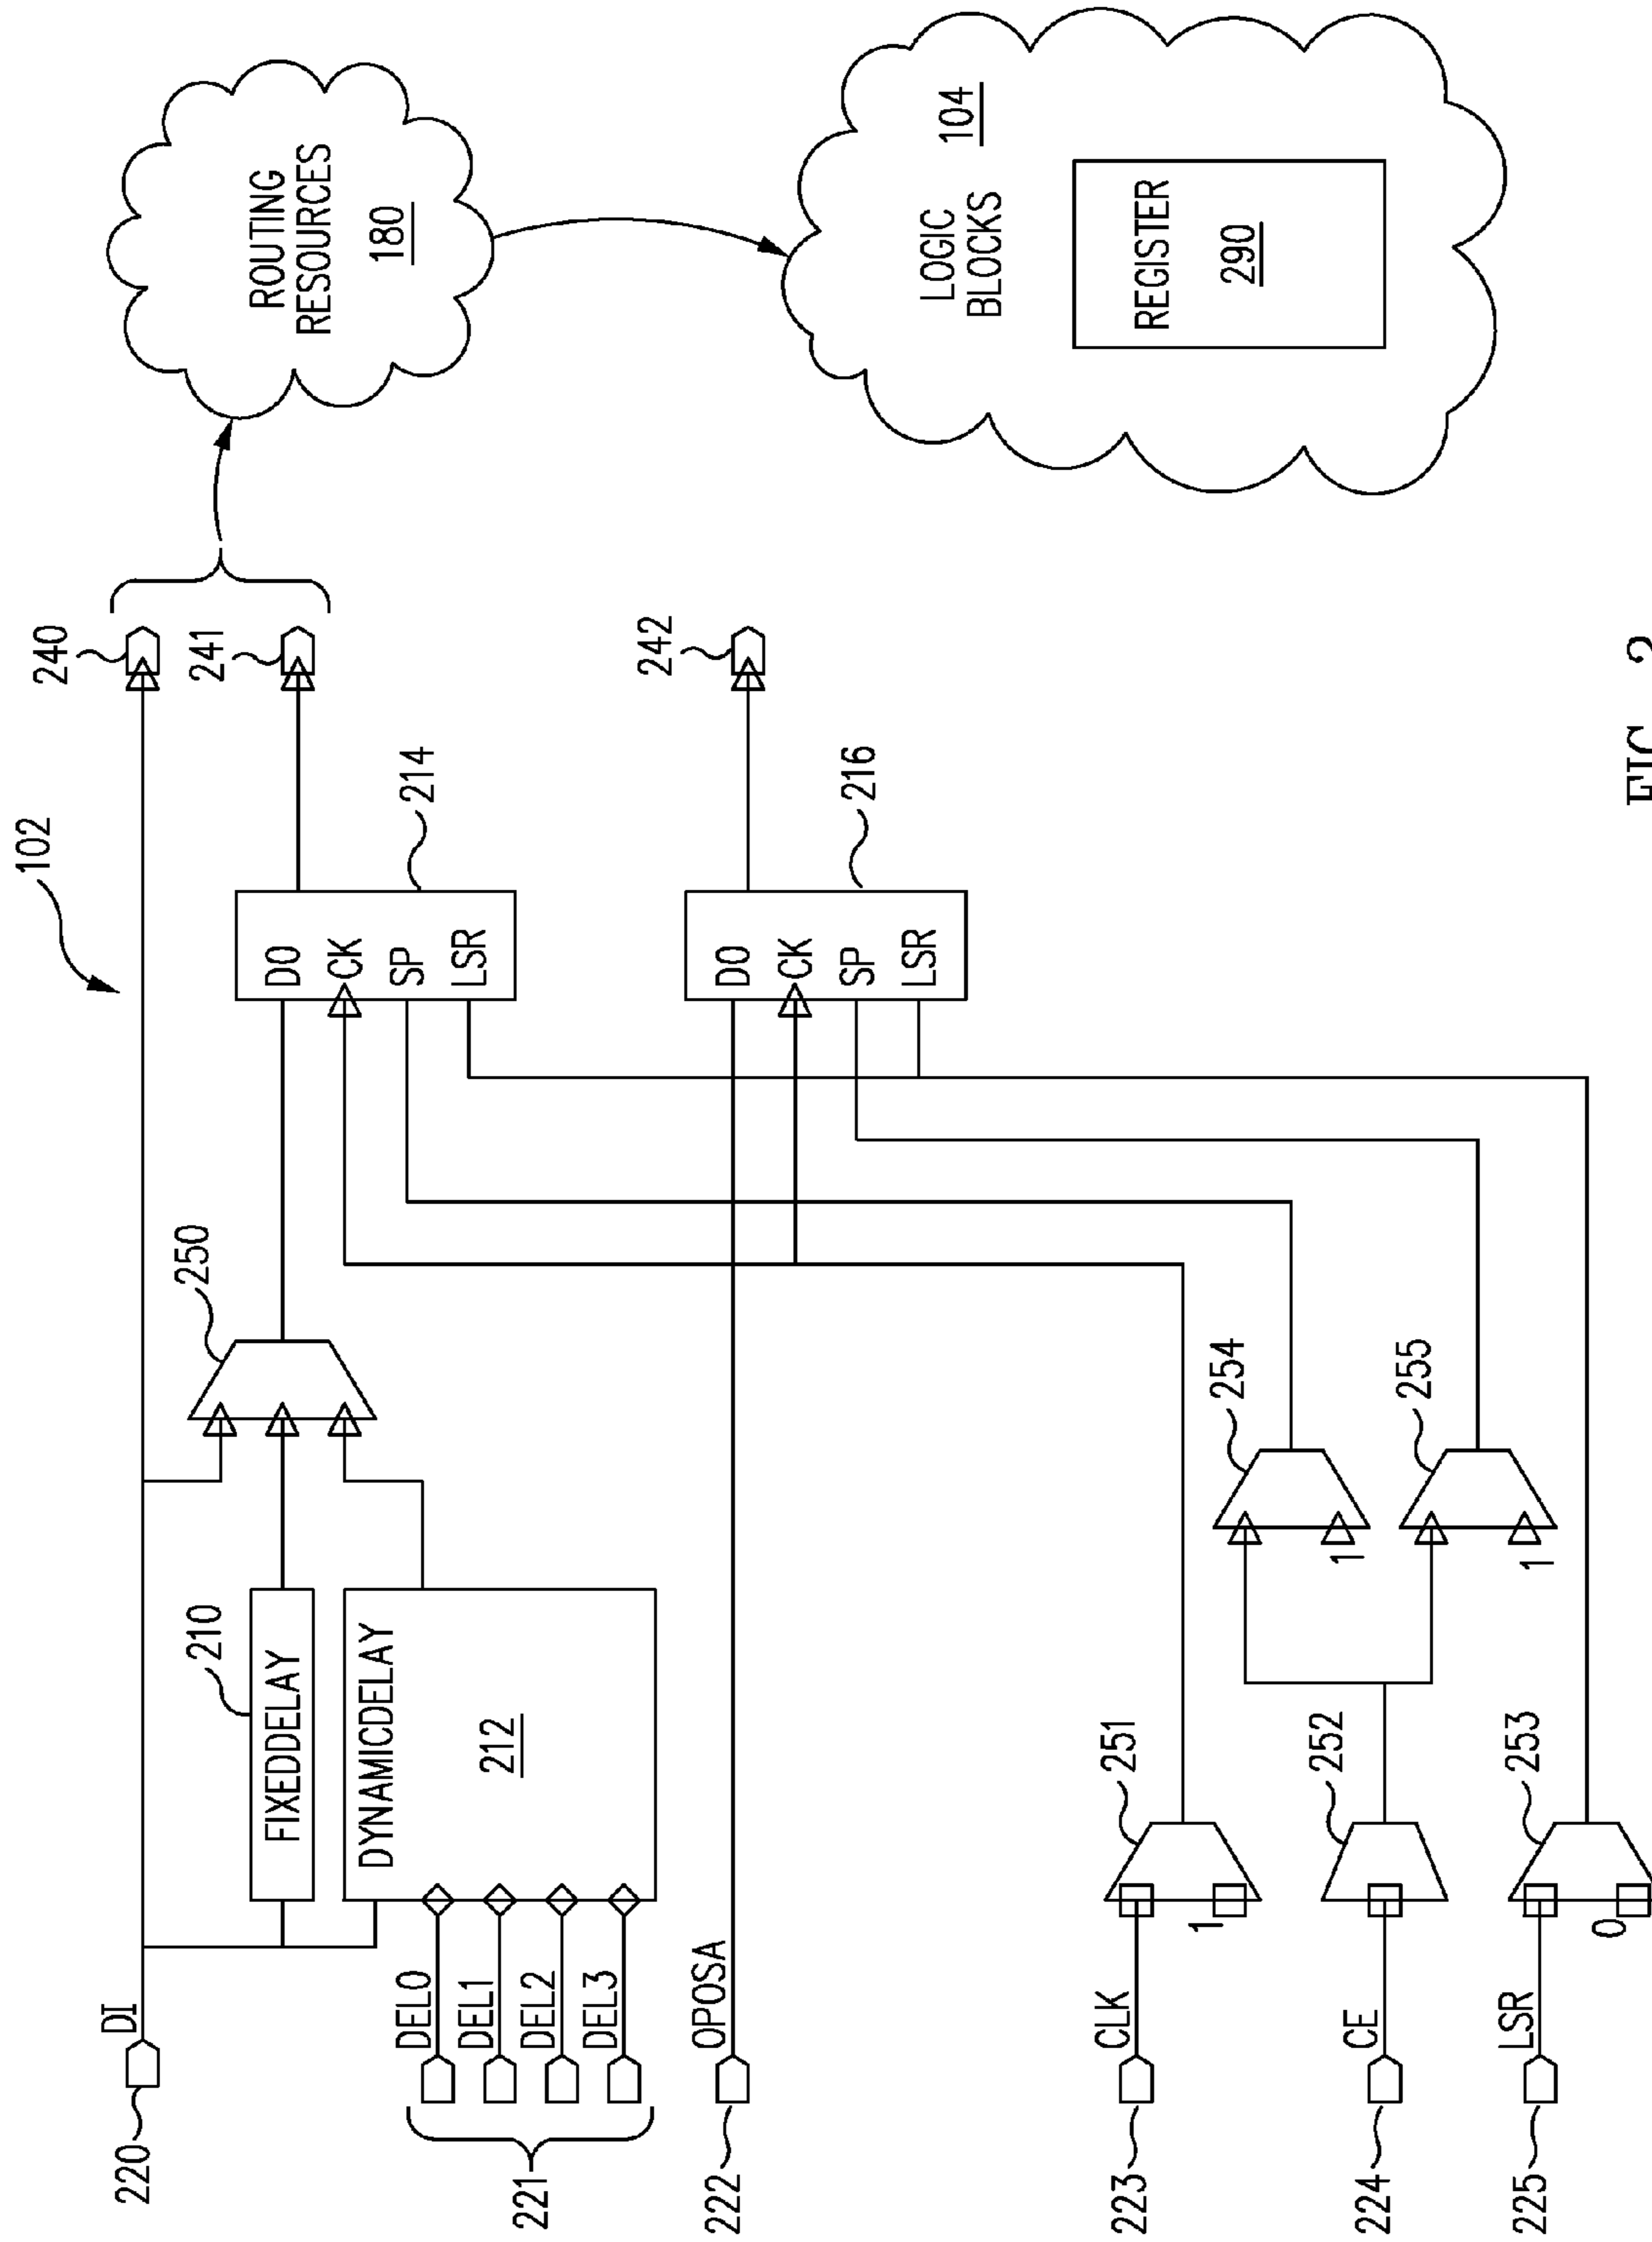 102
DI
220
FIXEDDELAY
210
DYNAMICDELAY
212
DEL0
DEL1
DEL2
DEL3
221
250
D0
CK
SP
LSR
214
240
241
ROUTING
RESOURCES
180
OPOSA
222
D0
CK
SP
LSR
216
242
LOGIC
BLOCKS
104
REGISTER
290
CLK
223
1
251
CE
224
252
LSR
225
0
253
1
254
1
255